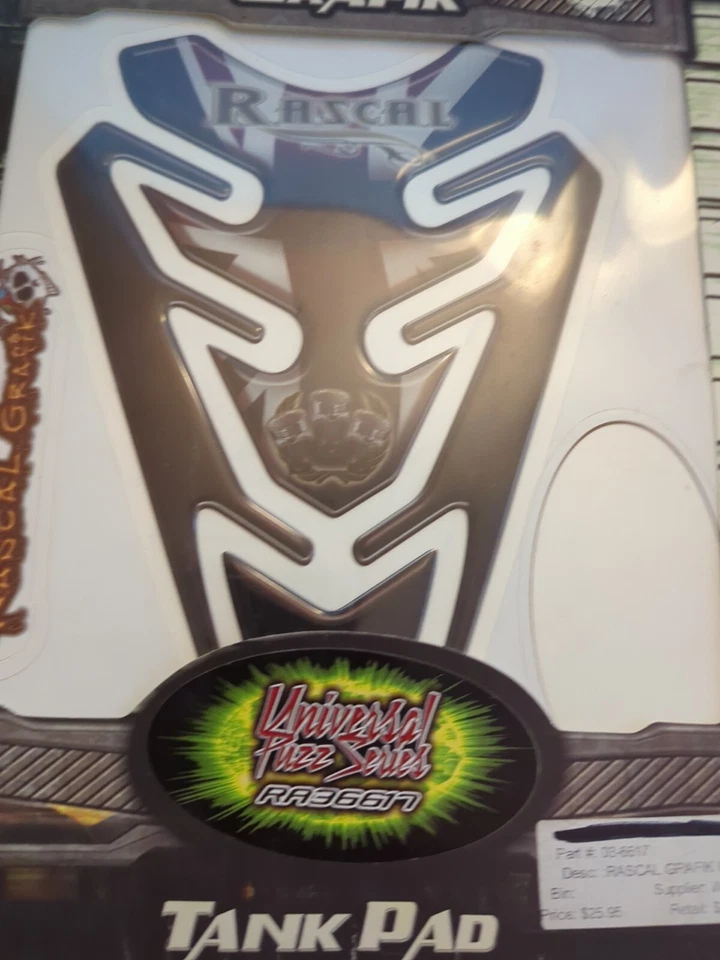 GRAFIK
RASCAL
RASCAL GRAFIK
Universal
Fuzz Series
RA36617
Part #: 03-6617
Desc: RASCAL GRAFIK
Bin: Supplier:
Price: $25.95 Retail:
TANK PAD